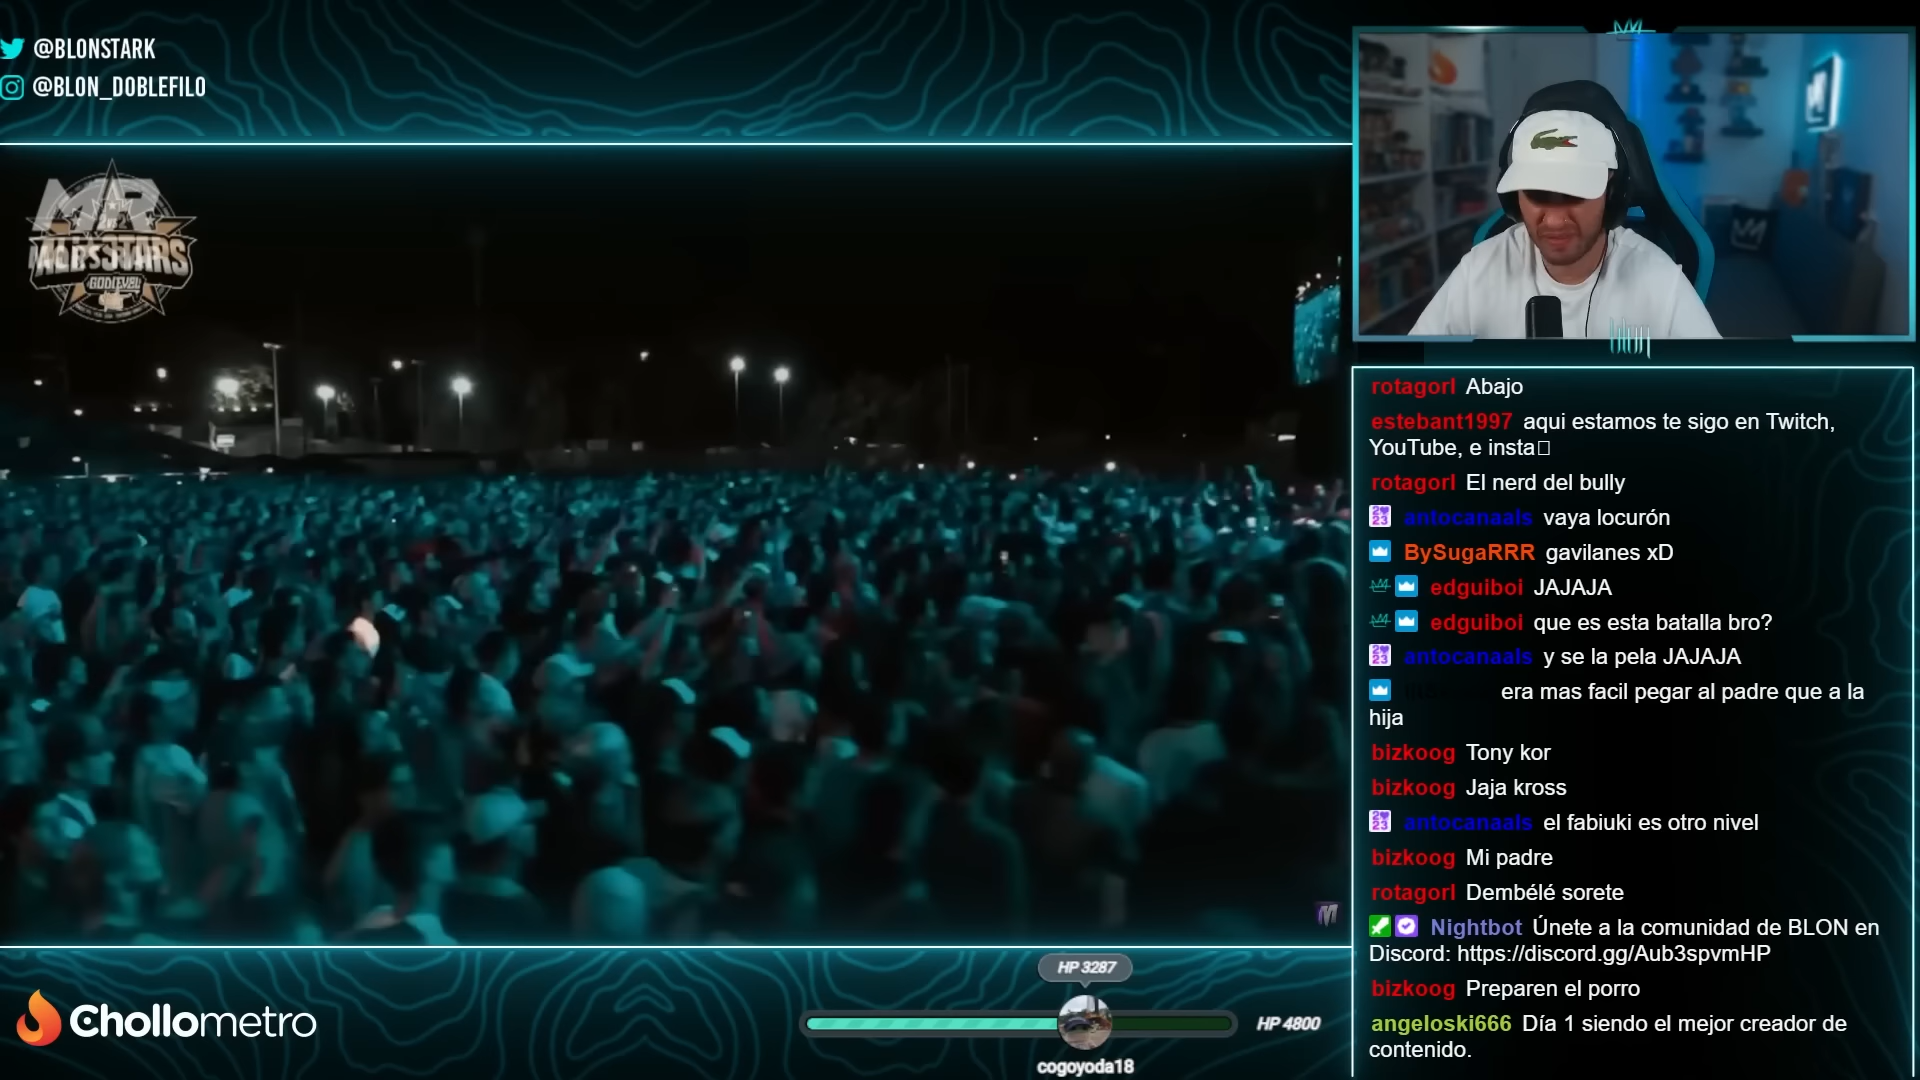 @BLONSTARK
@BLON_DOBLEFILO
ALL STARS
GOD LEVEL
rotagorl Abajo
estebant1997 aqui estamos te sigo en Twitch,
YouTube, e insta
rotagorl El nerd del bully
antocanaals vaya locurón
BySugaRRR gavilanes xD
edguiboi JAJAJA
edguiboi que es esta batalla bro?
antocanaals y se la pela JAJAJA
era mas facil pegar al padre que a la
hija
bizkoog Tony kor
bizkoog Jaja kross
antocanaals el fabiuki es otro nivel
bizkoog Mi padre
rotagorl Dembélé sorete
Nightbot Únete a la comunidad de BLON en
Discord: https://discord.gg/Aub3spvmHP
bizkoog Preparen el porro
angeloski666 Día 1 siendo el mejor creador de
contenido.
Chollometro
HP 3287
HP 4800
cogoyoda18